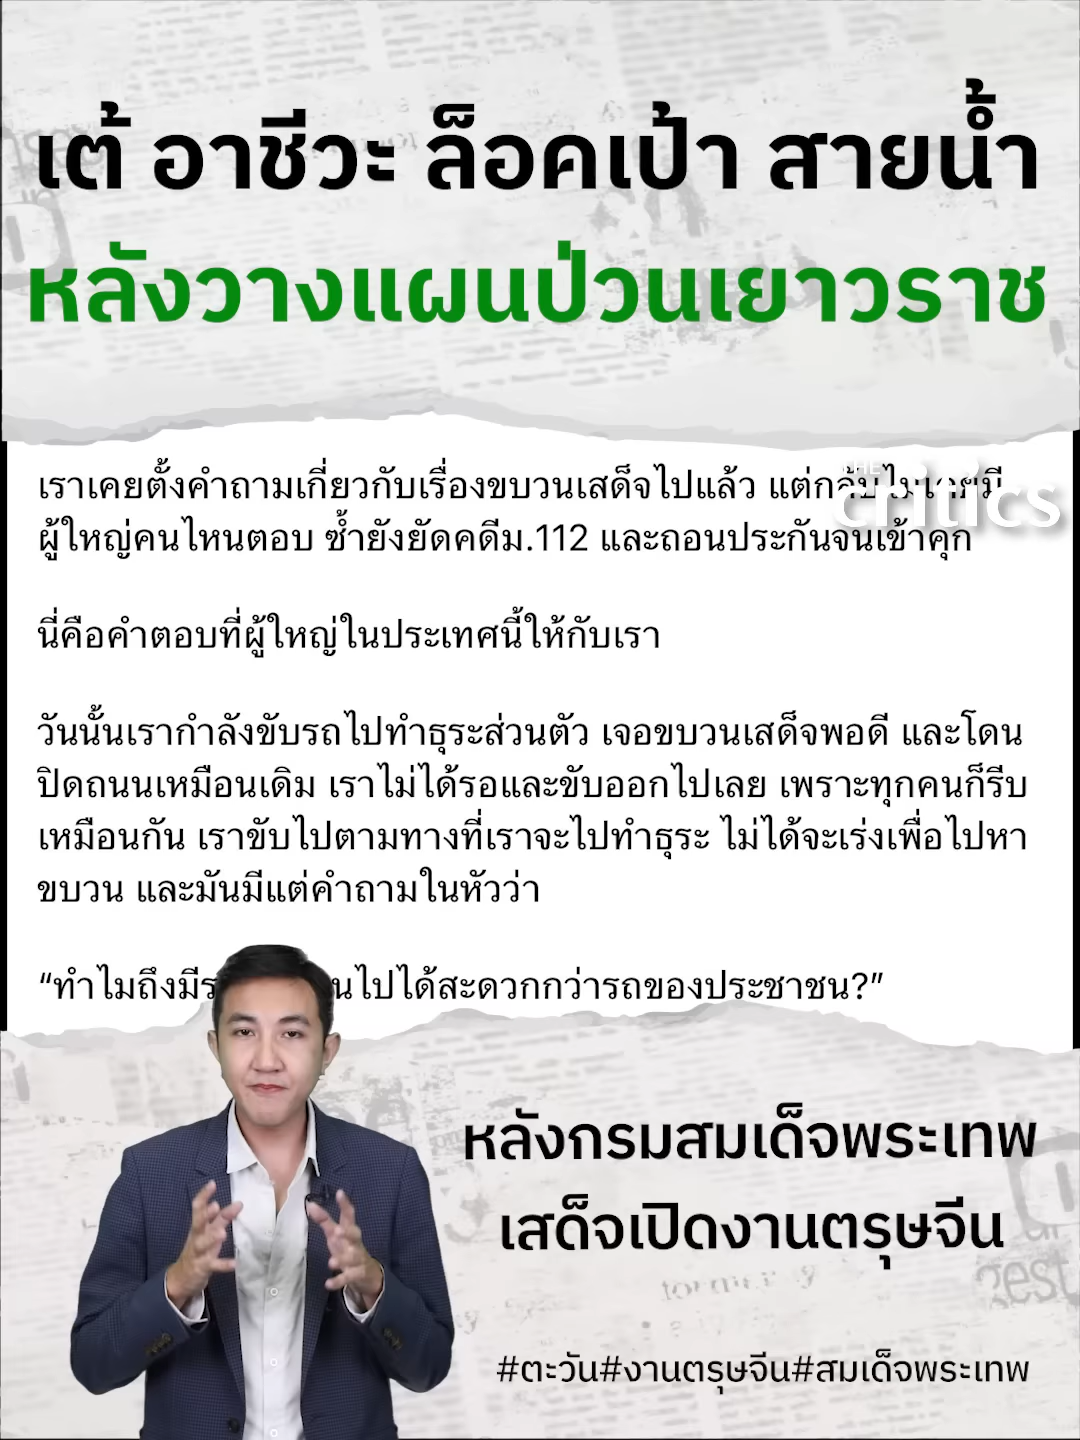 เต้ อาชีวะ ล็อคเป้า สายน้ำ
หลังวางแผนป่วนเยาวราช
เราเคยตั้งคำถามเกี่ยวกับเรื่องขบวนเสด็จไปแล้ว แต่กลับไม่เคยมี
THE
critics
ผู้ใหญ่คนไหนตอบ ซ้ำยังยัดคดีม.112 และถอนประกันจนเข้าคุก
นี่คือคำตอบที่ผู้ใหญ่ในประเทศนี้ให้กับเรา
วันนั้นเรากำลังขับรถไปทำธุระส่วนตัว เจอขบวนเสด็จพอดี และโดน
ปิดถนนเหมือนเดิม เราไม่ได้รอและขับออกไปเลย เพราะทุกคนก็รีบ
เหมือนกัน เราขับไปตามทางที่เราจะไปทำธุระ ไม่ได้จะเร่งเพื่อไปหา
ขบวน และมันมีแต่คำถามในหัวว่า
“ทำไมถึงมี ไปได้สะดวกกว่ารถของประชาชน?”
หลังกรมสมเด็จพระเทพ
เสด็จเปิดงานตรุษจีน
#ตะวัน#งานตรุษจีน#สมเด็จพระเทพ